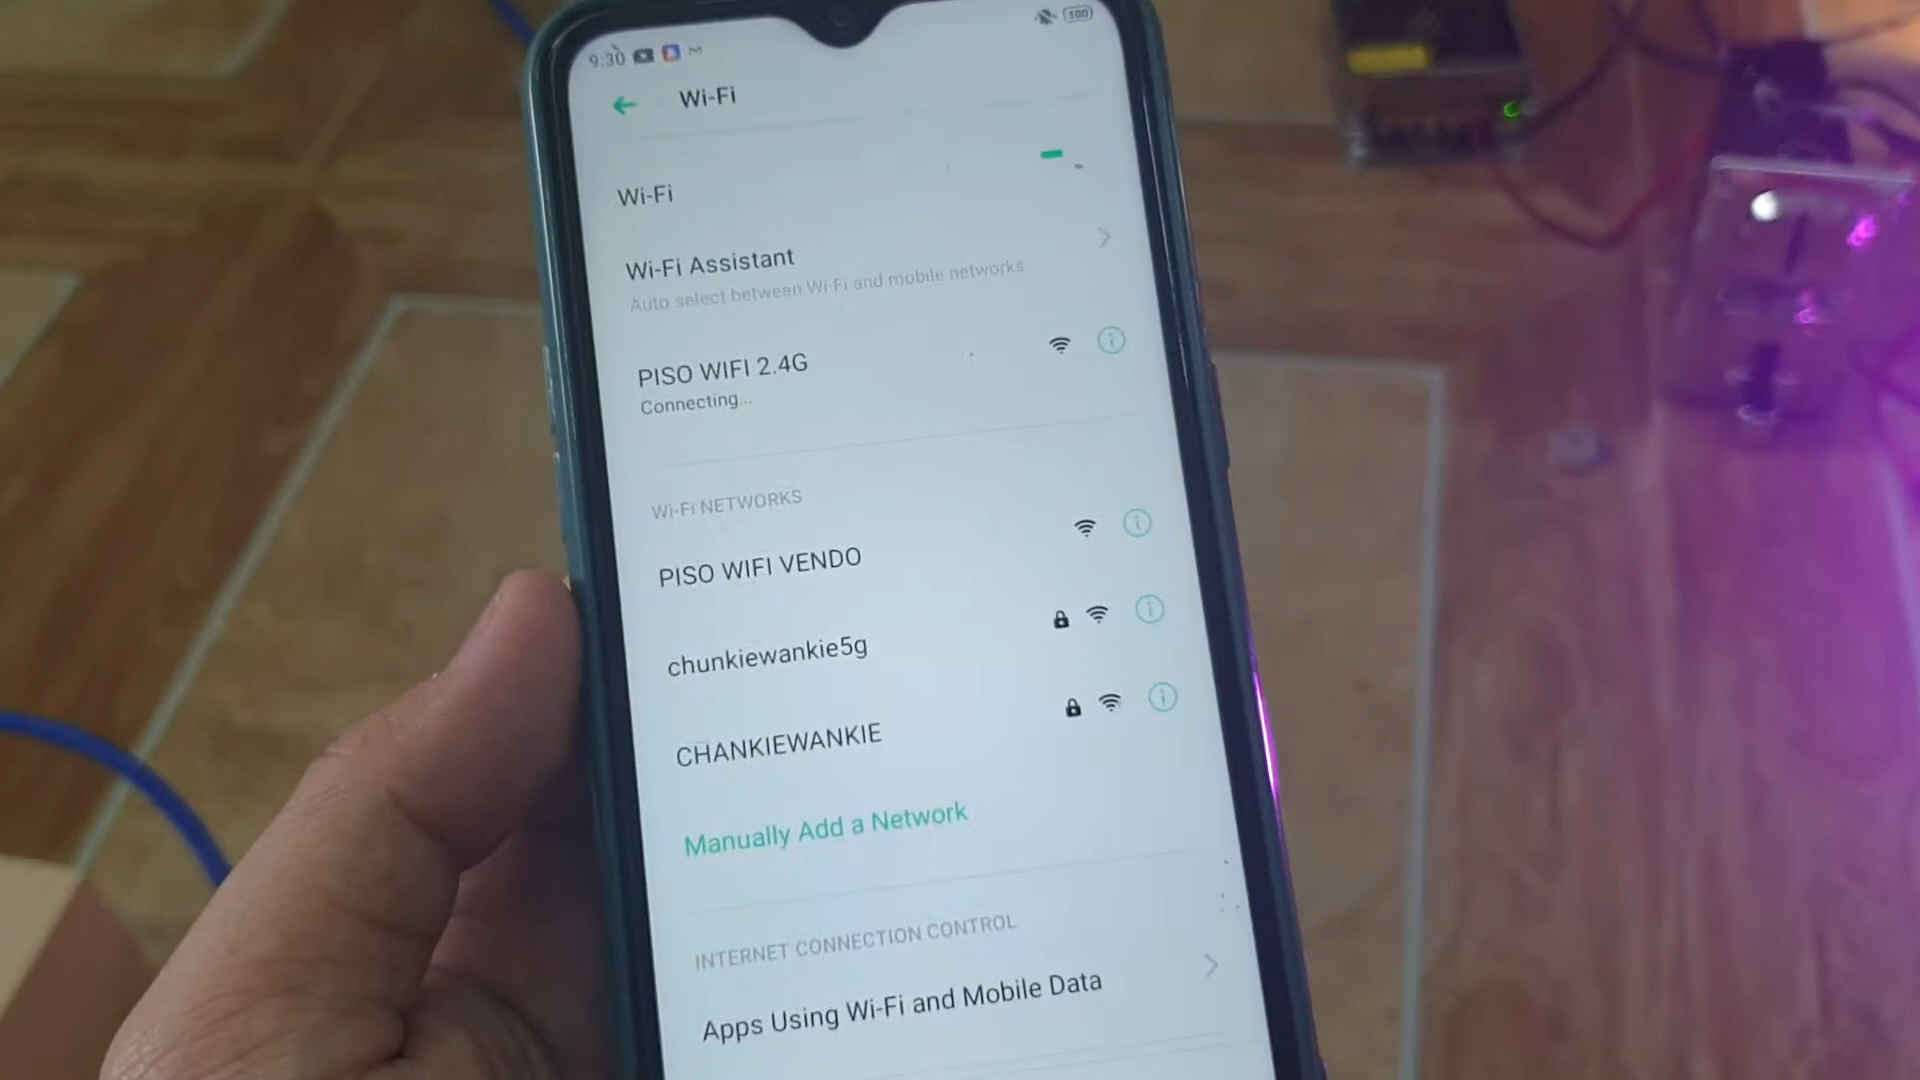 9:30
100
Wi-Fi
Wi-Fi
Wi-Fi Assistant
Auto select between Wi-Fi and mobile networks
PISO WIFI 2.4G
Connecting...
Wi-Fi NETWORKS
PISO WIFI VENDO
chunkiewankie5g
CHANKIEWANKIE
Manually Add a Network
INTERNET CONNECTION CONTROL
Apps Using Wi-Fi and Mobile Data